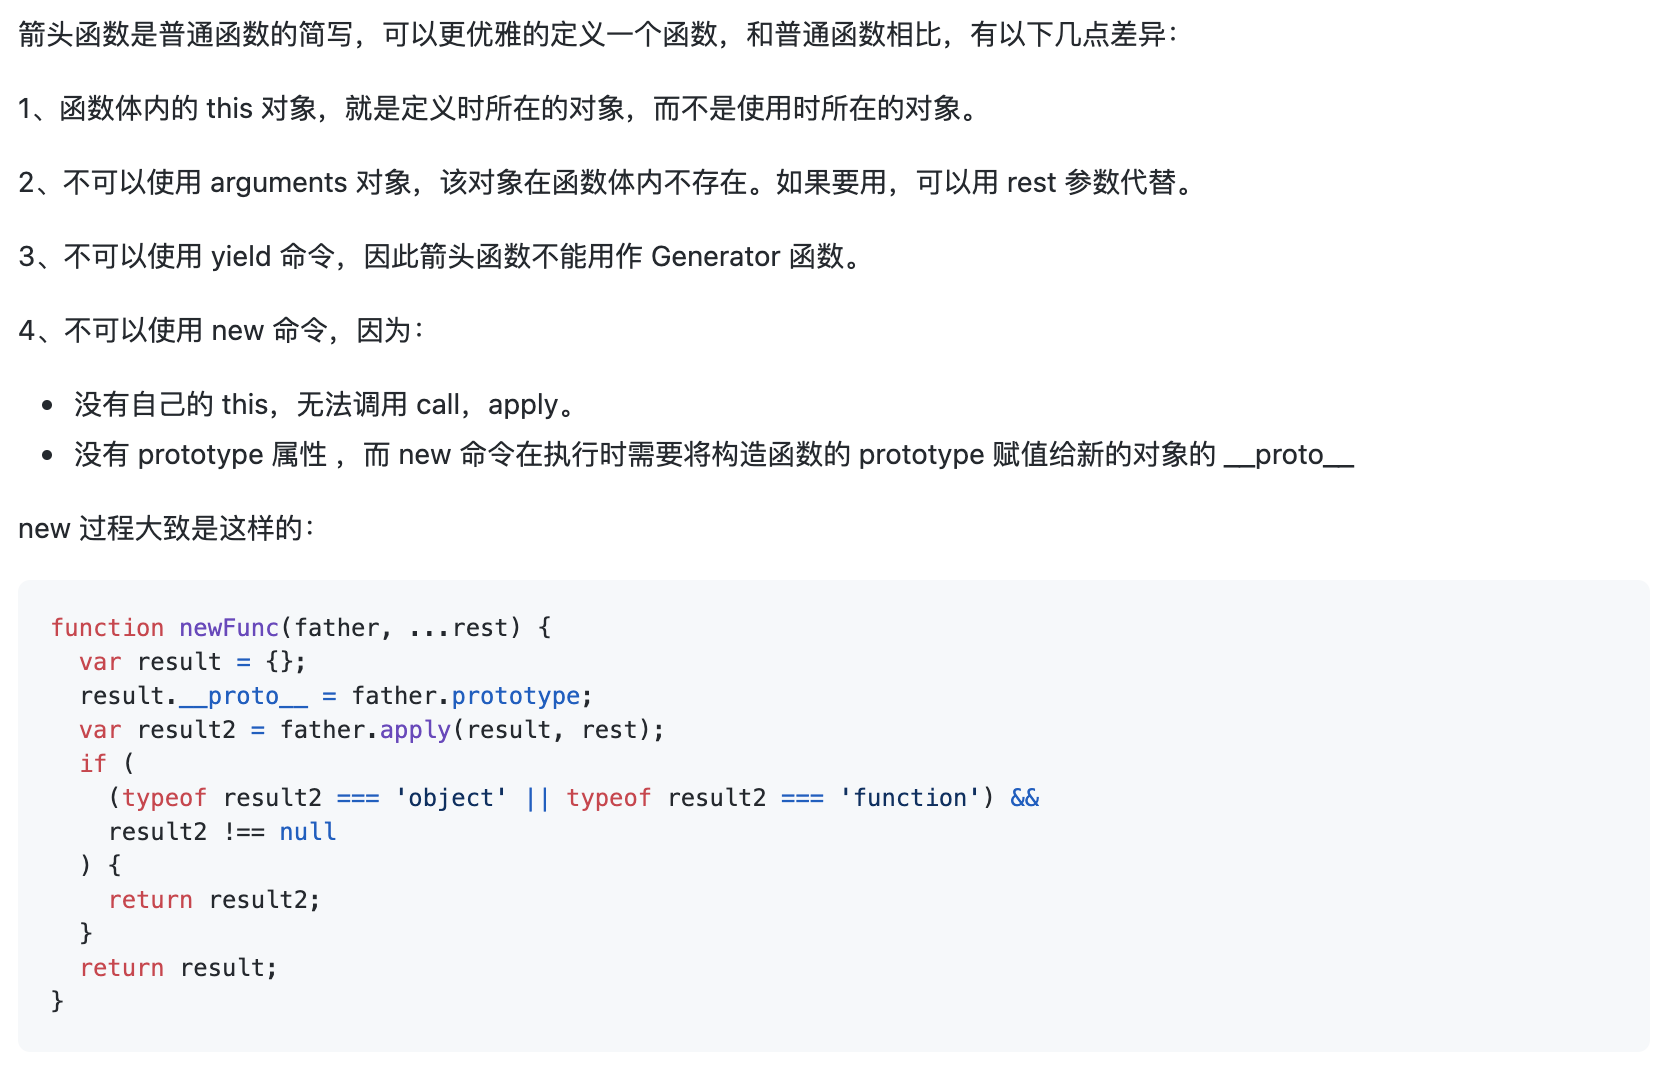 箭头函数是普通函数的简写，可以更优雅的定义一个函数，和普通函数相比，有以下几点差异：
1、函数体内的 this 对象，就是定义时所在的对象，而不是使用时所在的对象。
2、不可以使用 arguments 对象，该对象在函数体内不存在。如果要用，可以用 rest 参数代替。
3、不可以使用 yield 命令，因此箭头函数不能用作 Generator 函数。
4、不可以使用 new 命令，因为：
• 没有自己的 this，无法调用 call，apply。
• 没有 prototype 属性 ，而 new 命令在执行时需要将构造函数的 prototype 赋值给新的对象的 __proto__
new 过程大致是这样的：
function newFunc(father, ...rest) {
  var result = {};
  result.__proto__ = father.prototype;
  var result2 = father.apply(result, rest);
  if (
    (typeof result2 === 'object' || typeof result2 === 'function') &&
    result2 !== null
  ) {
    return result2;
  }
  return result;
}